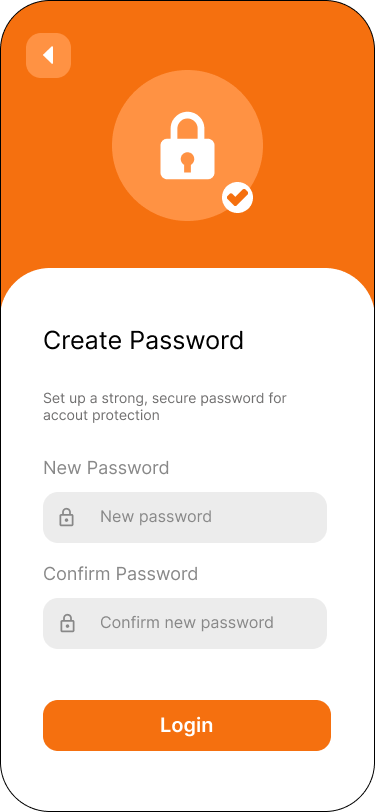 Create Password
Set up a strong, secure password for
accout protection
New Password
New password
Confirm Password
Confirm new password
Login